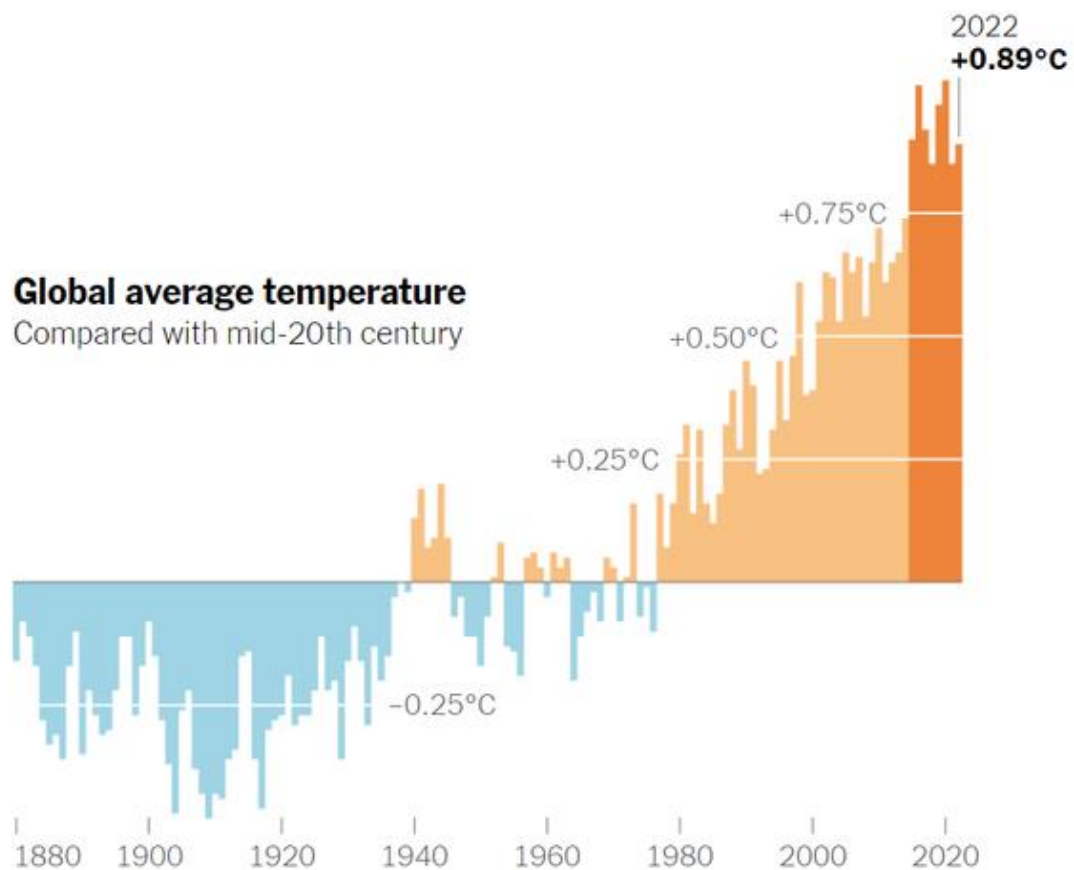 2022
+0.89°C
+0.75°C
Global average temperature
Compared with mid-20th century
+0.50°C
+0.25°C
−0.25°C
1880 1900 1920 1940 1960 1980 2000 2020